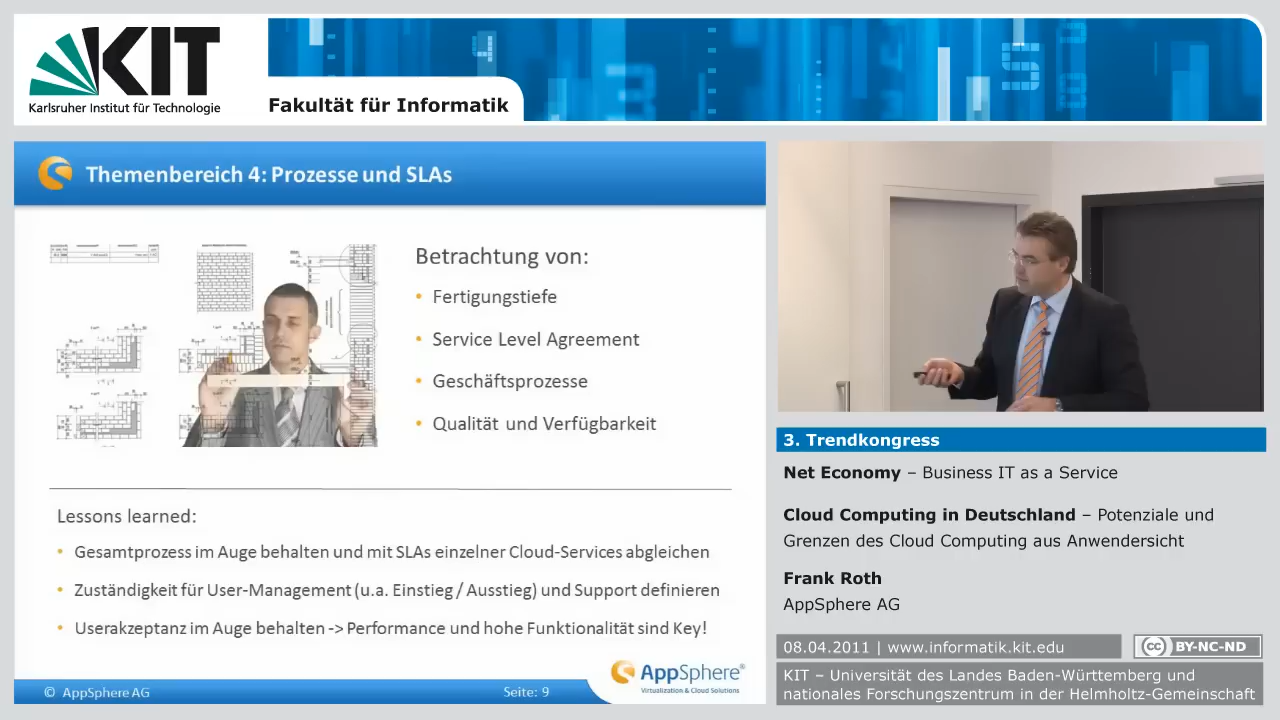 KIT
Karlsruher Institut für Technologie
Fakultät für Informatik
Themenbereich 4: Prozesse und SLAs
Betrachtung von:
• Fertigungstiefe
• Service Level Agreement
• Geschäftsprozesse
• Qualität und Verfügbarkeit
Lessons learned:
• Gesamtprozess im Auge behalten und mit SLAs einzelner Cloud-Services abgleichen
• Zuständigkeit für User-Management (u.a. Einstieg / Ausstieg) und Support definieren
• Userakzeptanz im Auge behalten -> Performance und hohe Funktionalität sind Key!
© AppSphere AG
Seite: 9
AppSphere®
Virtualization & Cloud Solutions
3. Trendkongress
Net Economy – Business IT as a Service
Cloud Computing in Deutschland – Potenziale und
Grenzen des Cloud Computing aus Anwendersicht
Frank Roth
AppSphere AG
08.04.2011 | www.informatik.kit.edu
cc BY-NC-ND
KIT – Universität des Landes Baden-Württemberg und
nationales Forschungszentrum in der Helmholtz-Gemeinschaft